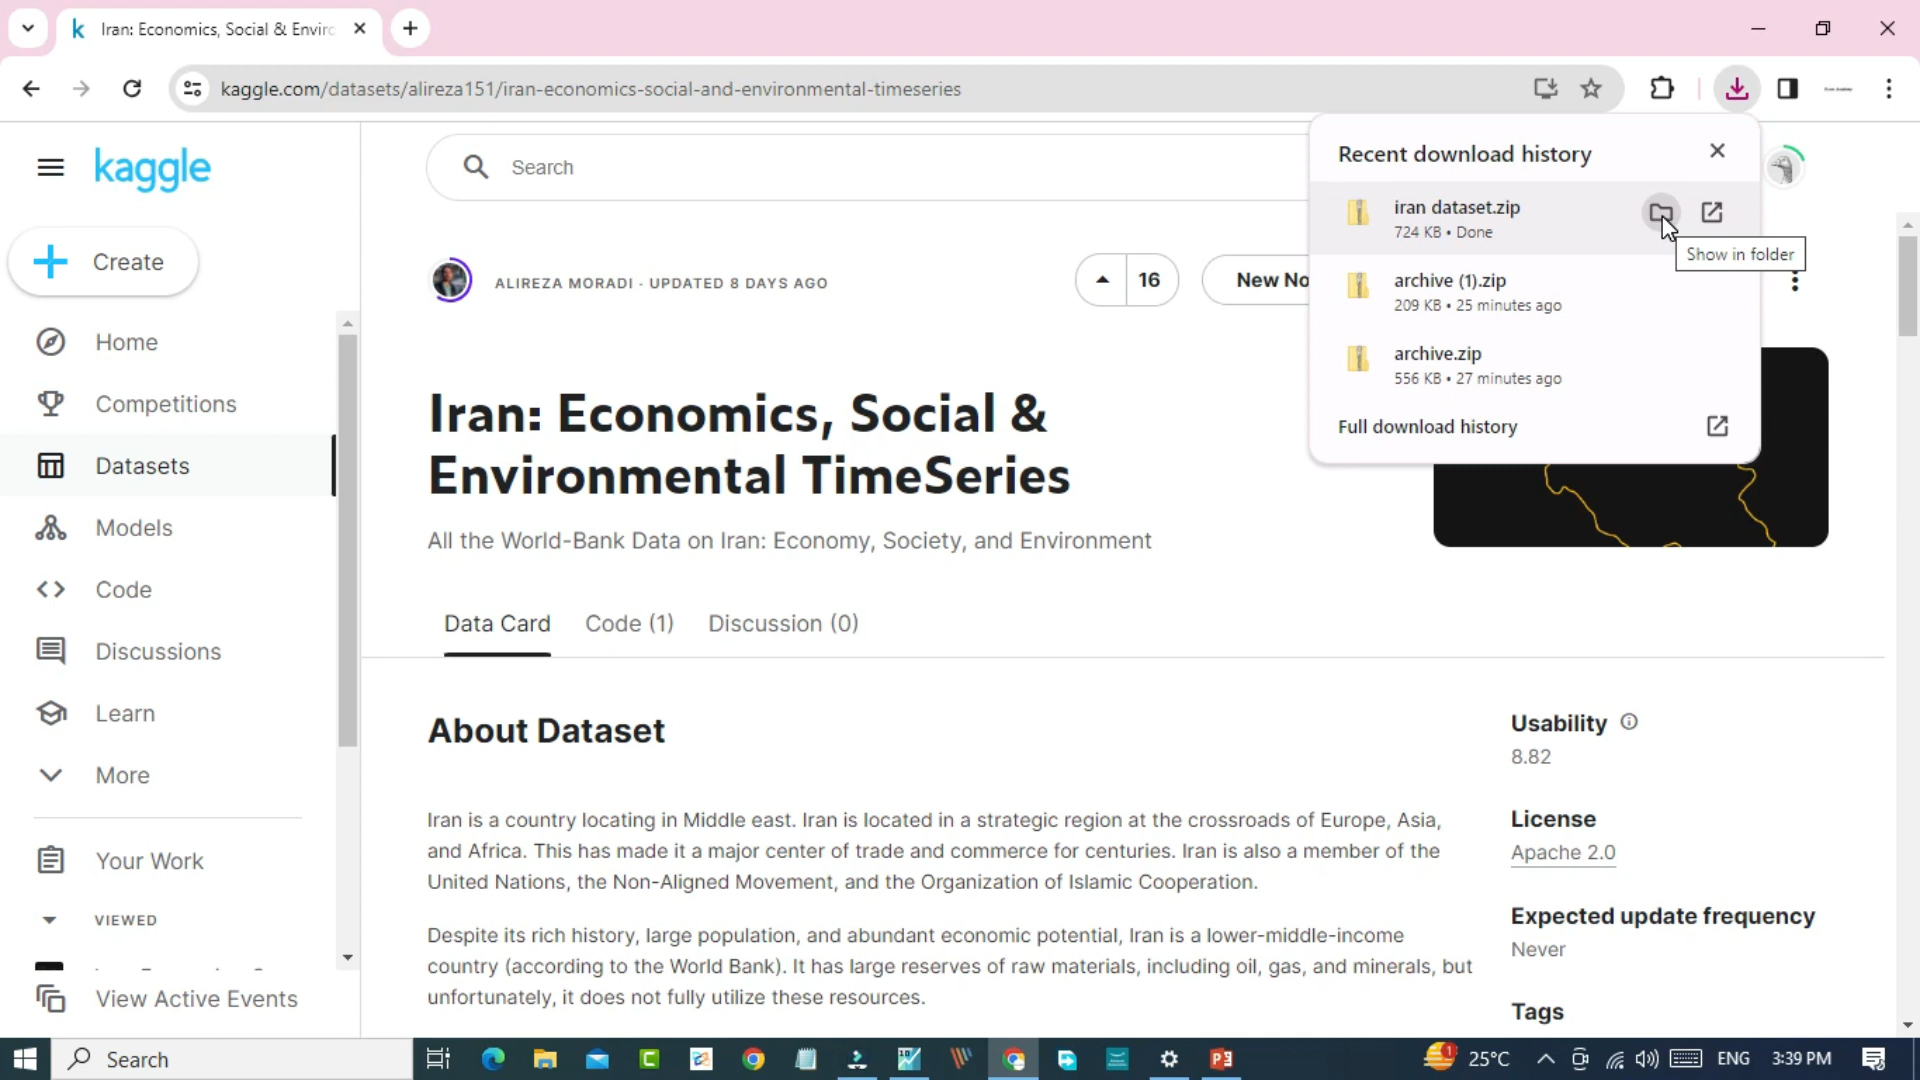 Iran: Economics, Social & Enviro
kaggle.com/datasets/alireza151/iran-economics-social-and-environmental-timeseries
kaggle
Search
Recent download history
iran dataset.zip
724 KB • Done
Show in folder
archive (1).zip
209 KB • 25 minutes ago
archive.zip
556 KB • 27 minutes ago
Full download history
Create
Home
Competitions
Datasets
Models
Code
Discussions
Learn
More
Your Work
VIEWED
View Active Events
ALIREZA MORADI · UPDATED 8 DAYS AGO
16
New No
Iran: Economics, Social &
Environmental TimeSeries
All the World-Bank Data on Iran: Economy, Society, and Environment
Data Card
Code (1)
Discussion (0)
About Dataset
Iran is a country locating in Middle east. Iran is located in a strategic region at the crossroads of Europe, Asia,
and Africa. This has made it a major center of trade and commerce for centuries. Iran is also a member of the
United Nations, the Non-Aligned Movement, and the Organization of Islamic Cooperation.
Despite its rich history, large population, and abundant economic potential, Iran is a lower-middle-income
country (according to the World Bank). It has large reserves of raw materials, including oil, gas, and minerals, but
unfortunately, it does not fully utilize these resources.
Usability
8.82
License
Apache 2.0
Expected update frequency
Never
Tags
Search
25°C
ENG
3:39 PM